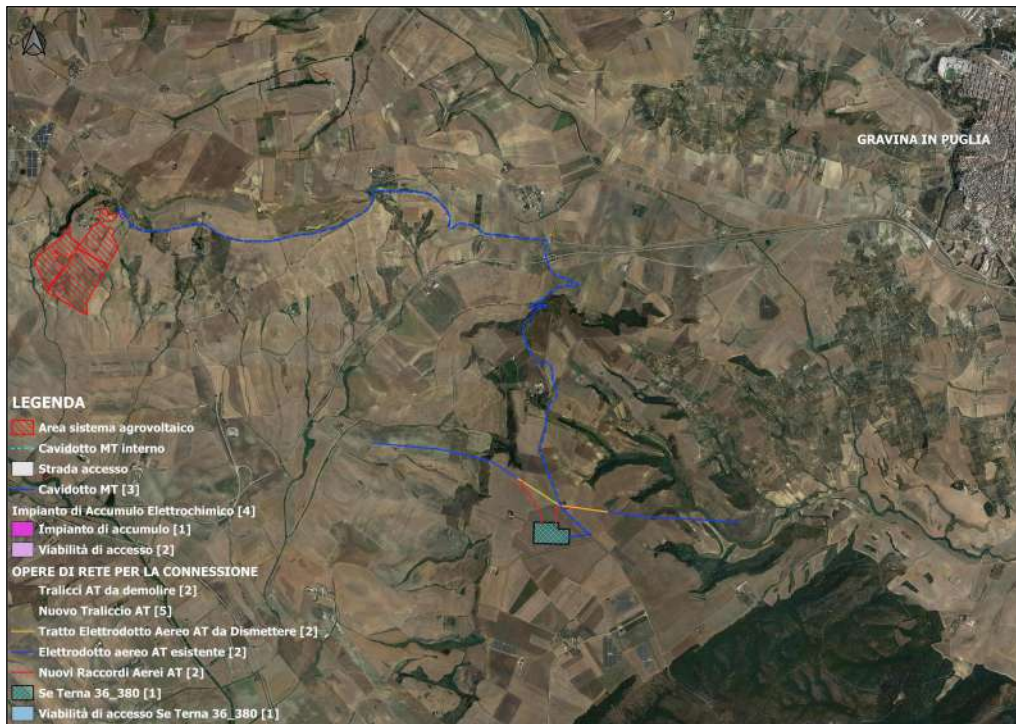 GRAVINA IN PUGLIA
LEGENDA
Area sistema agrovoltaico
Cavidotto MT interno
Strada accesso
Cavidotto MT [3]
Impianto di Accumulo Elettrochimico [4]
Impianto di accumulo [1]
Viabilità di accesso [2]
OPERE DI RETE PER LA CONNESSIONE
Tralicci AT da demolire [2]
Nuovo Traliccio AT [5]
Tratto Elettrodotto Aereo AT da Dismettere [2]
Elettrodotto aereo AT esistente [2]
Nuovi Raccordi Aerei AT [2]
Se Terna 36_380 [1]
Viabilità di accesso Se Terna 36_380 [1]